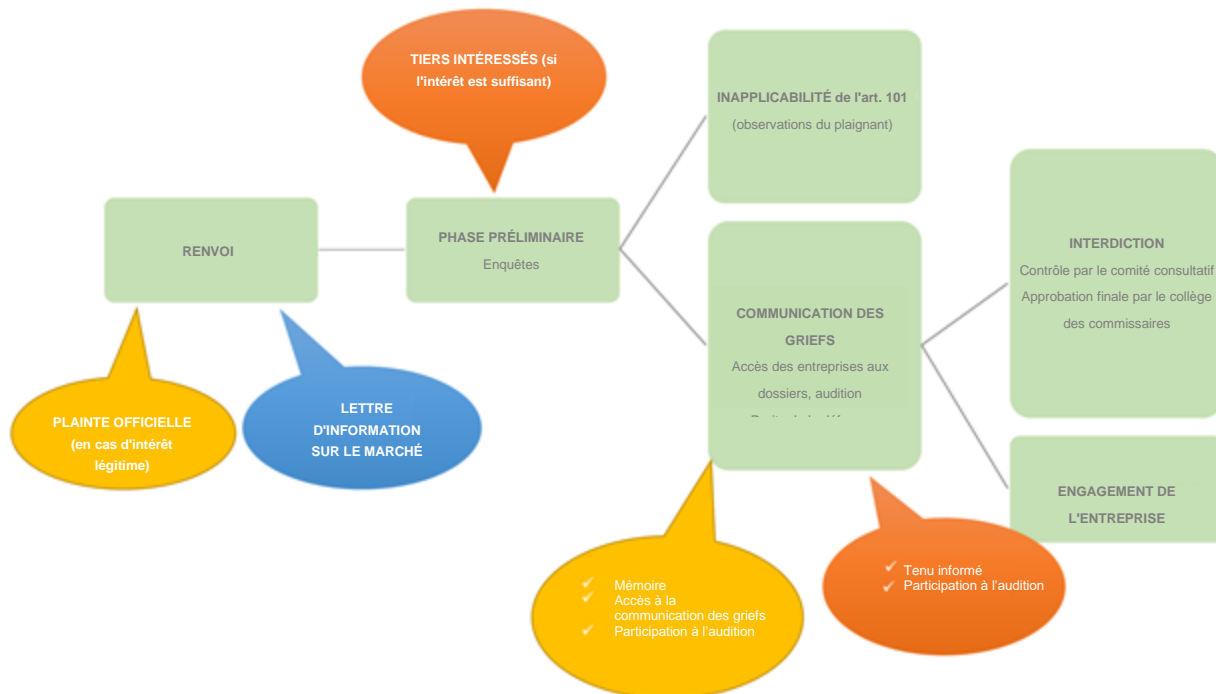 TIERS INTÉRESSÉS (si
l'intérêt est suffisant)
INAPPLICABILITÉ de l'art. 101
(observations du plaignant)
RENVOI
PHASE PRÉLIMINAIRE
Enquêtes
COMMUNICATION DES
GRIEFS
Accès des entreprises aux
dossiers, audition
INTERDICTION
Contrôle par le comité consultatif
Approbation finale par le collège
des commissaires
PLAINTE OFFICIELLE
(en cas d'intérêt
légitime)
LETTRE
D'INFORMATION
SUR LE MARCHÉ
ENGAGEMENT DE
L'ENTREPRISE
✓ Mémoire
✓ Accès à la
communication des griefs
✓ Participation à l'audition
✓ Tenu informé
✓ Participation à l'audition